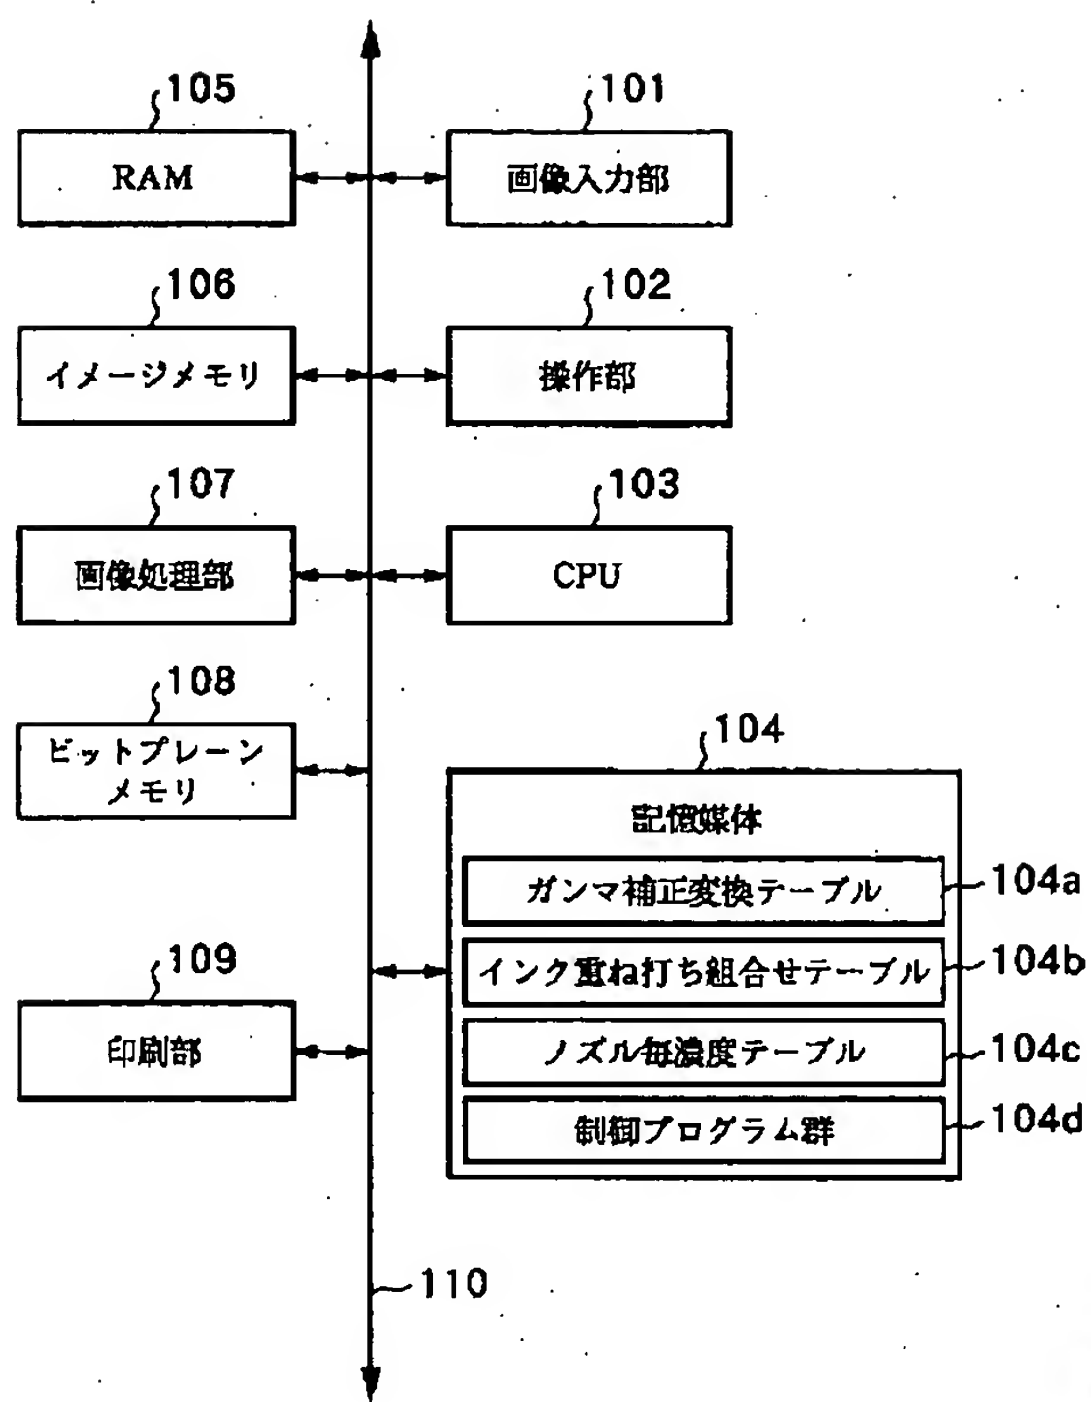 105
RAM
101
画像入力部
106
イメージメモリ
102
操作部
107
画像処理部
103
CPU
108
ビットプレーン
メモリ
104
記憶媒体
ガンマ補正変換テーブル
104a
インク重ね打ち組合せテーブル
104b
ノズル毎濃度テーブル
104c
制御プログラム群
104d
109
印刷部
110